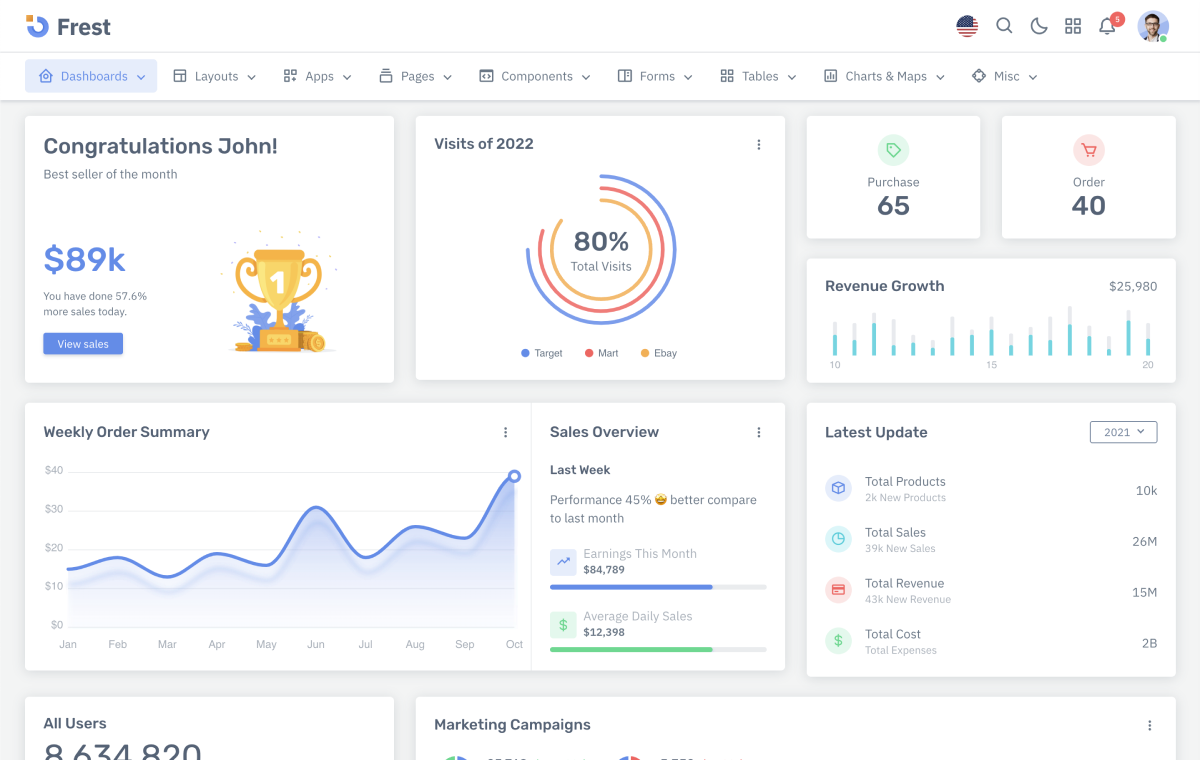 Frest
5
Dashboards
Layouts
Apps
Pages
Components
Forms
Tables
Charts & Maps
Misc
Congratulations John!
Best seller of the month
$89k
You have done 57.6%
more sales today.
View sales
1
Visits of 2022
80%
Total Visits
Target
Mart
Ebay
Purchase
65
Order
40
Revenue Growth
$25,980
10
15
20
Weekly Order Summary
$40
$30
$20
$10
$0
Jan
Feb
Mar
Apr
May
Jun
Jul
Aug
Sep
Oct
Sales Overview
Last Week
Performance 45% 🤩 better compare
to last month
Earnings This Month
$84,789
$
Average Daily Sales
$12,398
Latest Update
2021
Total Products
2k New Products
10k
Total Sales
39k New Sales
26M
Total Revenue
43k New Revenue
15M
$
Total Cost
Total Expenses
2B
All Users
8,634,820
Marketing Campaigns